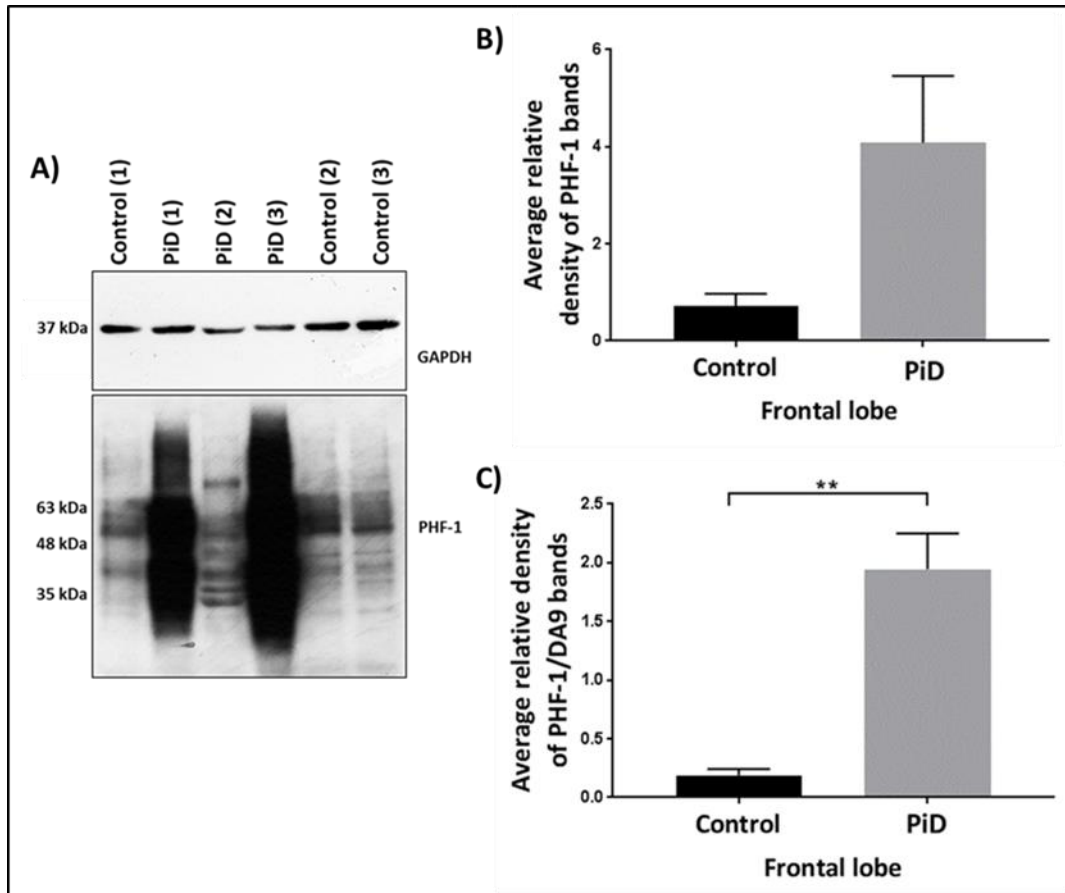 A)
Control (1)
PiD (1)
PiD (2)
PiD (3)
Control (2)
Control (3)
37 kDa
GAPDH
63 kDa
48 kDa
35 kDa
PHF-1
B)
Average relative
density of PHF-1 bands
6
4
2
0
Control
PiD
Frontal lobe
C)
Average relative density
of PHF-1/DA9 bands
**
2.5
2.0
1.5
1.0
0.5
0.0
Control
PiD
Frontal lobe